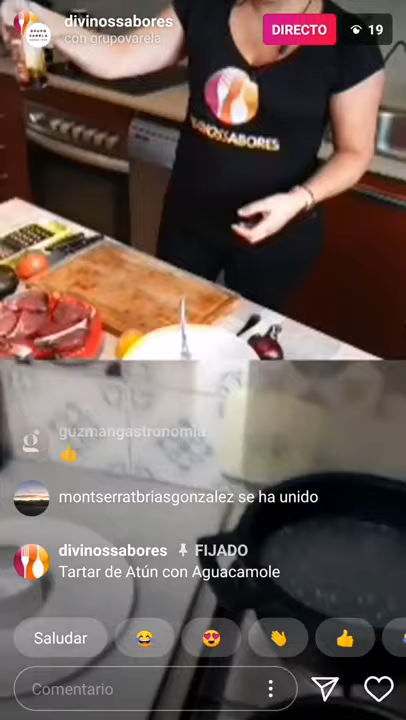 divinossabores
con grupovarela
DIRECTO
19
GRUPO
VARELA
DIVINOSSABORES
guzmangastronomia
montserratbriasgonzalez se ha unido
divinossabores FIJADO
Tartar de Atún con Aguacamole
Saludar
Comentario